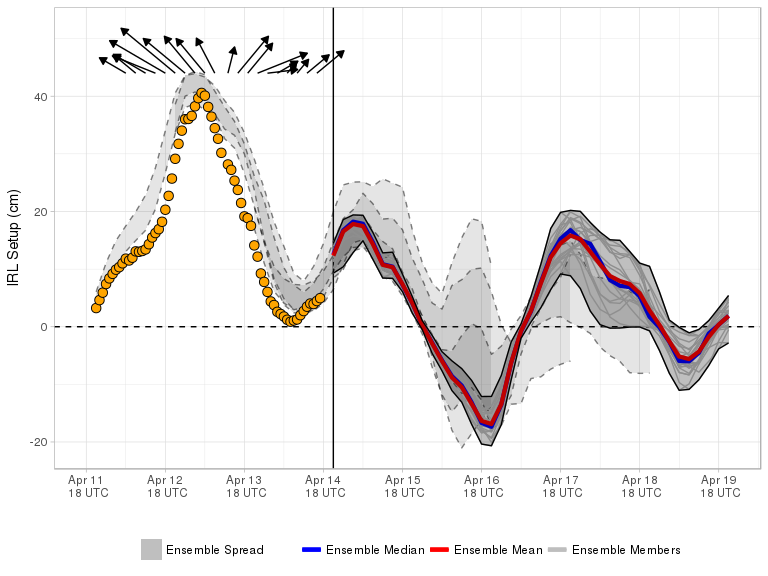 IRL Setup (cm)
40
20
0
-20
Apr 11 Apr 12 Apr 13 Apr 14 Apr 15 Apr 16 Apr 17 Apr 18 Apr 19
18 UTC 18 UTC 18 UTC 18 UTC 18 UTC 18 UTC 18 UTC 18 UTC 18 UTC
Ensemble Spread Ensemble Median Ensemble Mean Ensemble Members